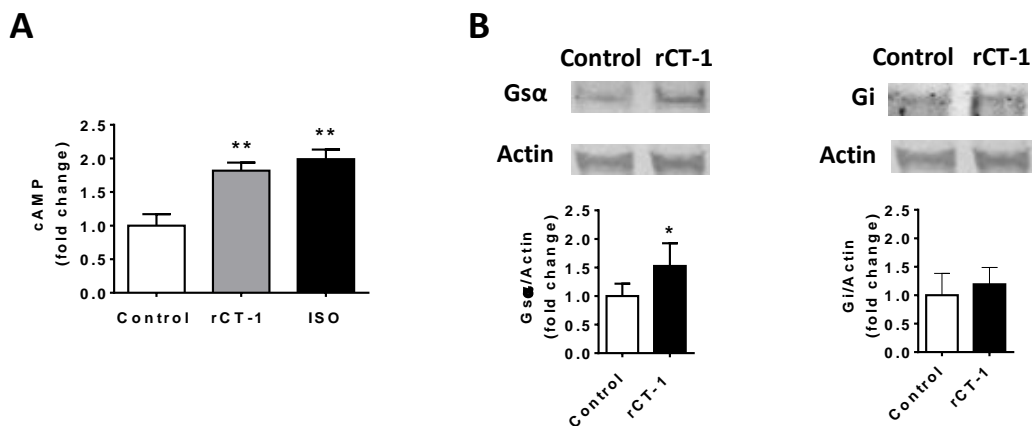 A
cAMP
(fold change)
2.5
2.0
1.5
1.0
0.5
0.0
** **
Control rCT-1 ISO
B
Control rCT-1
Gsα
Actin
Gsα/Actin
(fold change)
2.5
2.0
1.5
1.0
0.5
0.0
*
Control
rCT-1
Control rCT-1
Gi
Actin
Gi/Actin
(fold change)
2.5
2.0
1.5
1.0
0.5
0.0
Control
rCT-1